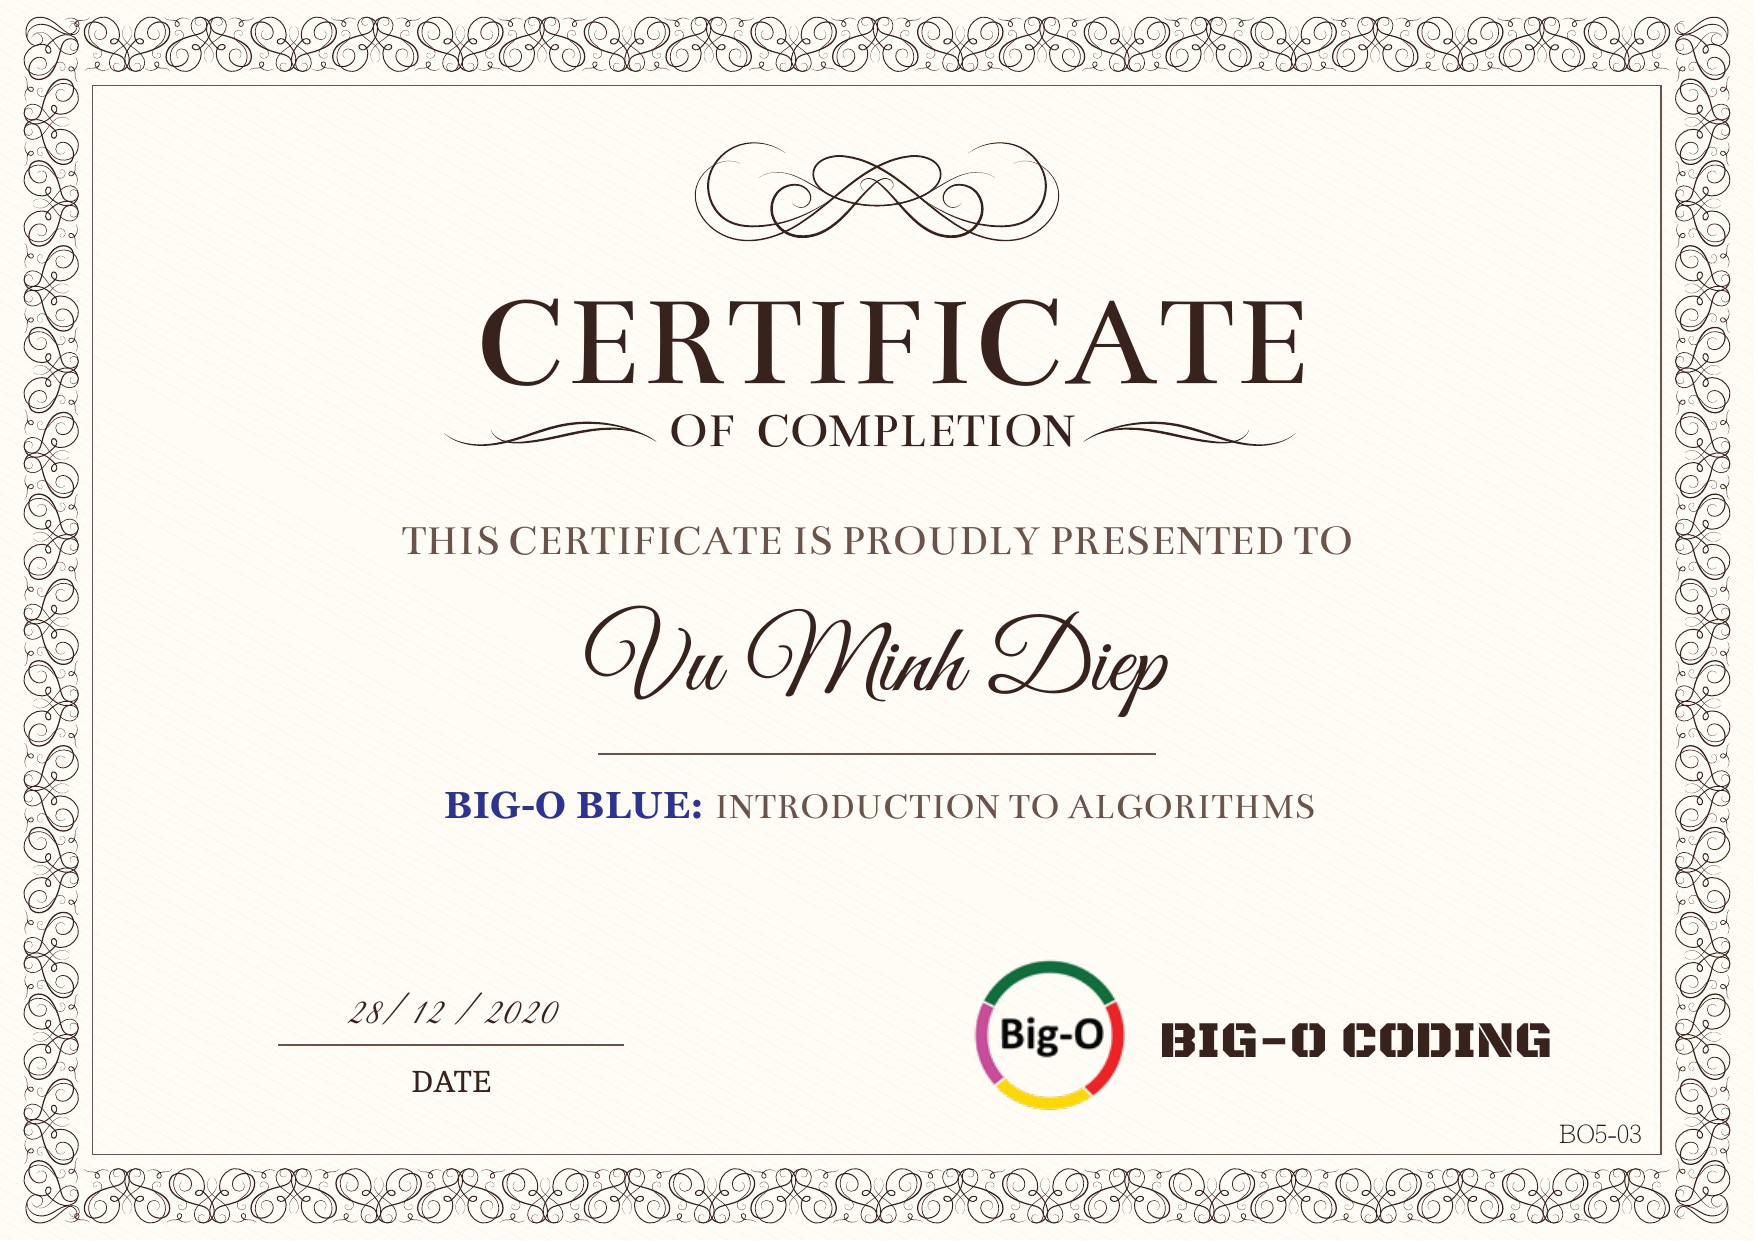 CERTIFICATE
OF COMPLETION
THIS CERTIFICATE IS PROUDLY PRESENTED TO
Vu Minh Diep
BIG-O BLUE: INTRODUCTION TO ALGORITHMS
28/ 12 / 2020
DATE
Big-O
BIG-O CODING
BO5-03